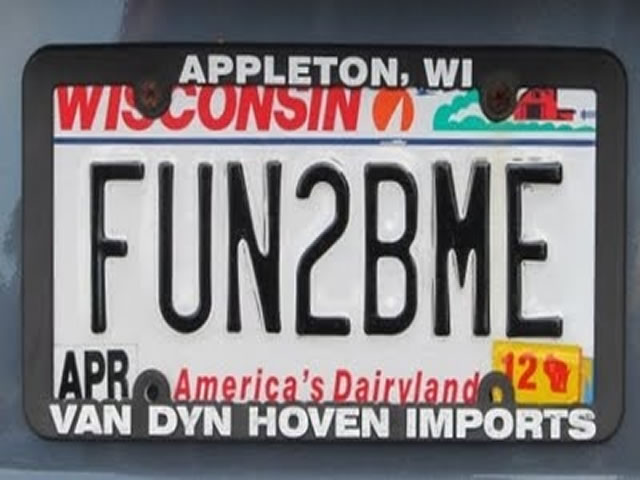 APPLETON, WI
WISCONSIN
FUN2BME
APR America's Dairyland 12
VAN DYN HOVEN IMPORTS